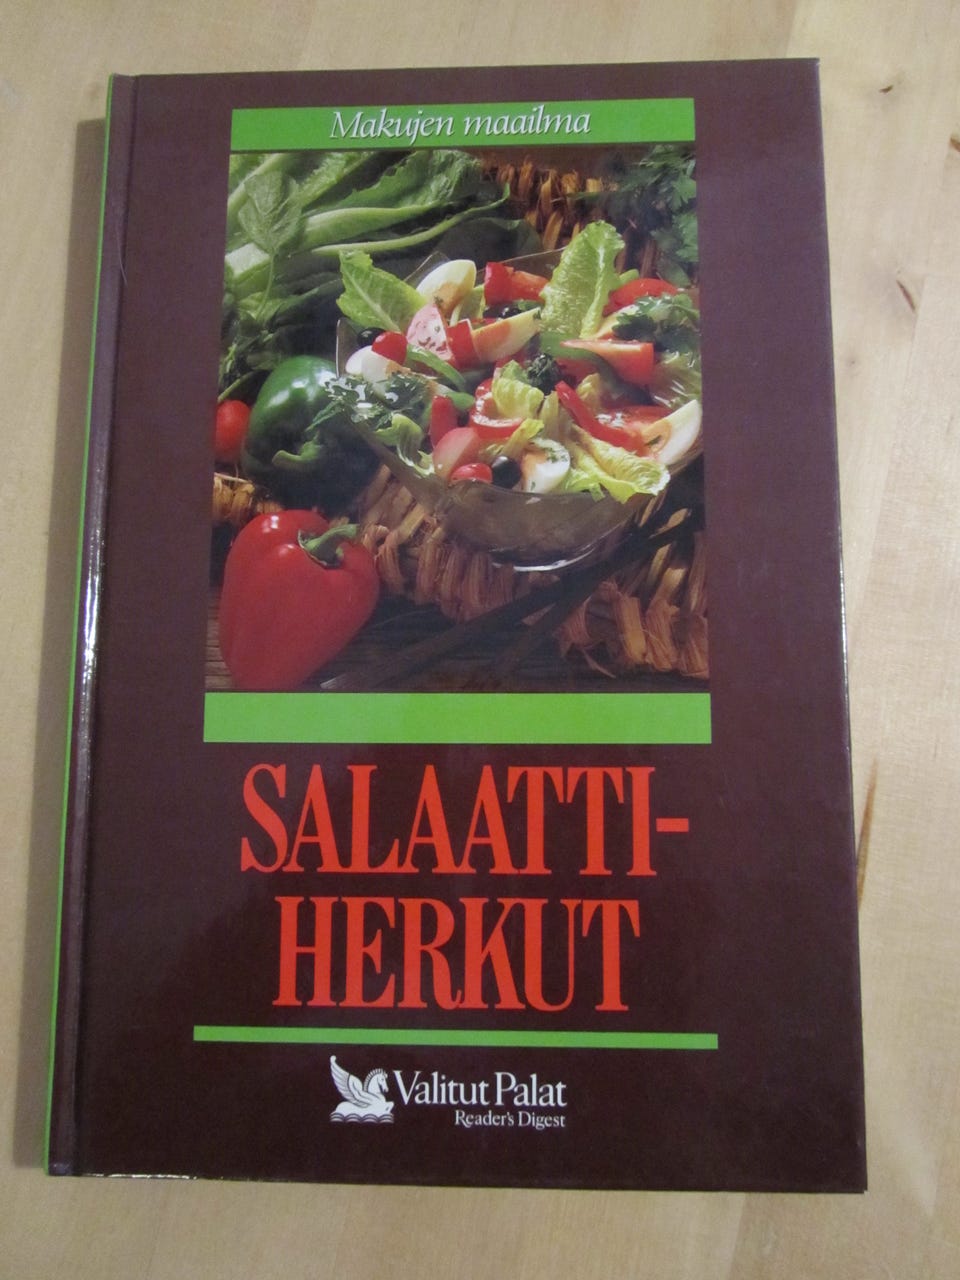 Makujen maailma
SALAATTI-
HERKUT
Valitut Palat
Reader's Digest